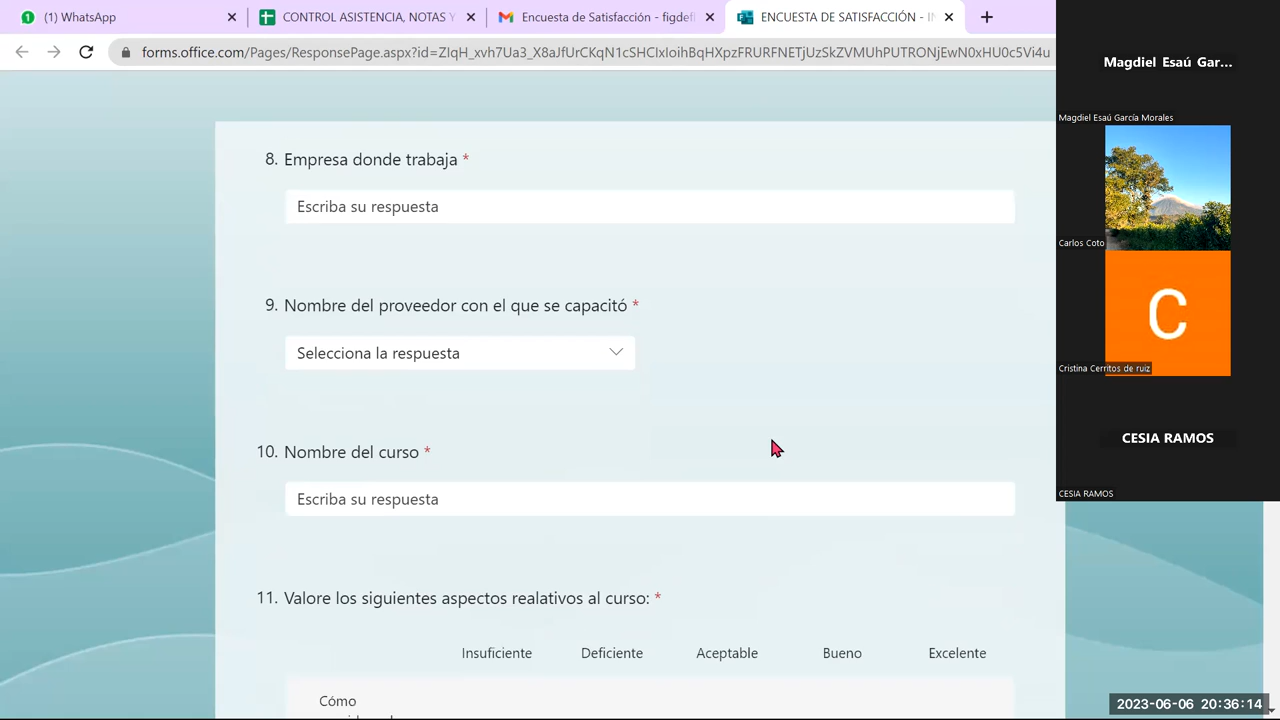 (1) WhatsApp
CONTROL ASISTENCIA, NOTAS
Encuesta de Satisfacción - figde
ENCUESTA DE SATISFACCIÓN -
forms.office.com/Pages/ResponsePage.aspx?id=ZIqH_xvh7Ua3_X8aJfUrCKqN1cSHCIxIoihBqHXpzFRURFNETjUzSkZVMUhPUTRONjEwN0xHU0c5Vi4u
8. Empresa donde trabaja *
Escriba su respuesta
9. Nombre del proveedor con el que se capacitó *
Selecciona la respuesta
10. Nombre del curso *
Escriba su respuesta
11. Valore los siguientes aspectos realativos al curso: *
Insuficiente Deficiente Aceptable Bueno Excelente
Cómo
Magdiel Esaú Gar...
Magdiel Esaú García Morales
Carlos Coto
C
Cristina Cerritos de ruiz
CESIA RAMOS
CESIA RAMOS
2023-06-06 20:36:14